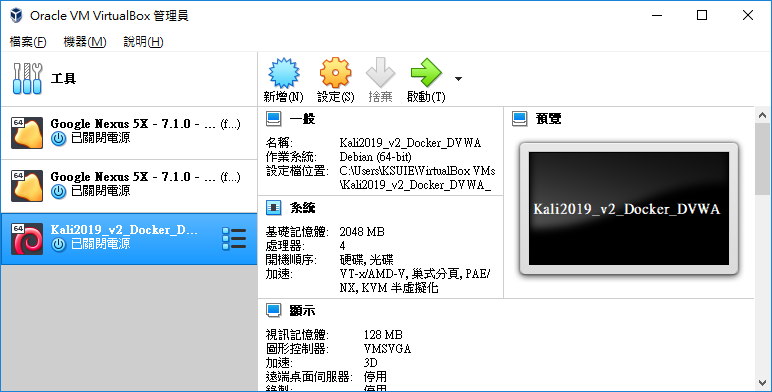 Oracle VM VirtualBox 管理員
檔案(F) 機器(M) 說明(H)
工具
新增(N) 設定(S) 捨棄 啟動(T)
64
Google Nexus 5X - 7.1.0 - ... (f...)
已關閉電源
64
Google Nexus 5X - 7.1.0 - ... (f...)
已關閉電源
64
Kali2019_v2_Docker_D...
已關閉電源
一般
名稱: Kali2019_v2_Docker_DVWA
作業系統: Debian (64-bit)
設定檔位置: C:\Users\KSUIE\VirtualBox VMs
\Kali2019_v2_Docker_DVWA_
預覽
Kali2019_v2_Docker_DVWA
系統
基礎記憶體: 2048 MB
處理器: 4
開機順序: 硬碟, 光碟
加速: VT-x/AMD-V, 巢式分頁, PAE/
NX, KVM 半虛擬化
顯示
視訊記憶體: 128 MB
圖形控制器: VMSVGA
加速: 3D
遠端桌面伺服器: 停用
錄製: 停用